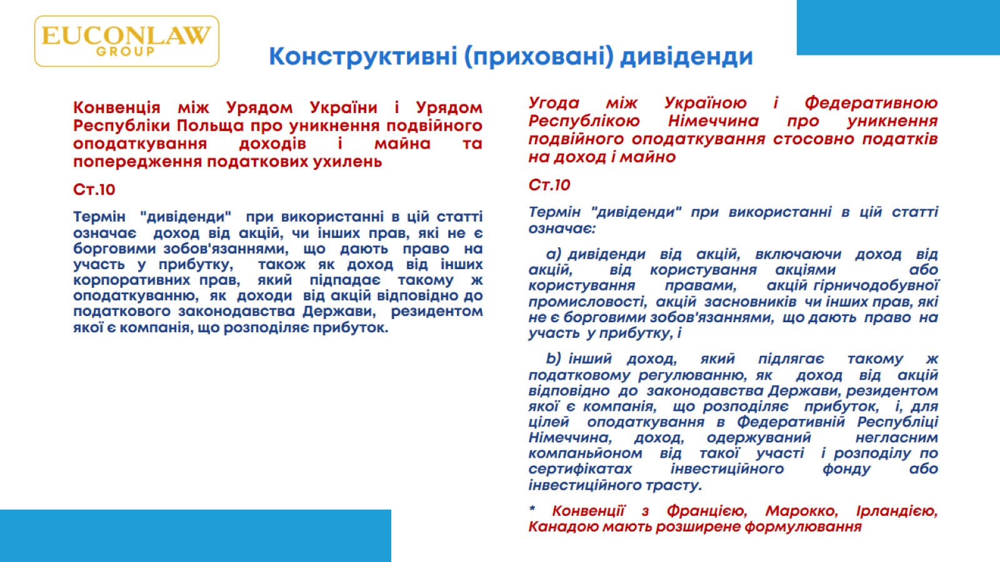 EUCONLAW
GROUP
Конструктивні (приховані) дивіденди
Конвенція між Урядом України і Урядом
Республіки Польща про уникнення подвійного
оподаткування доходів і майна та
попередження податкових ухилень
Ст.10
Термін "дивіденди" при використанні в цій статті
означає доход від акцій, чи інших прав, які не є
борговими зобов'язаннями, що дають право на
участь у прибутку, також як доход від інших
корпоративних прав, який підпадає такому ж
оподаткуванню, як доходи від акцій відповідно до
податкового законодавства Держави, резидентом
якої є компанія, що розподіляє прибуток.
Угода між Україною і Федеративною
Республікою Німеччина про уникнення
подвійного оподаткування стосовно податків
на доход і майно
Ст.10
Термін "дивіденди" при використанні в цій статті
означає:
а) дивіденди від акцій, включаючи доход від
акцій, від користування акціями або
користування правами, акцій гірничодобувної
промисловості, акцій засновників чи інших прав, які
не є борговими зобов'язаннями, що дають право на
участь у прибутку, і
b) інший доход, який підлягає такому ж
податковому регулюванню, як доход від акцій
відповідно до законодавства Держави, резидентом
якої є компанія, що розподіляє прибуток, і, для
цілей оподаткування в Федеративній Республіці
Німеччина, доход, одержуваний негласним
компаньйоном від такої участі і розподілу по
сертифікатах інвестиційного фонду або
інвестиційного трасту.
* Конвенції з Францією, Марокко, Ірландією,
Канадою мають розширене формулювання